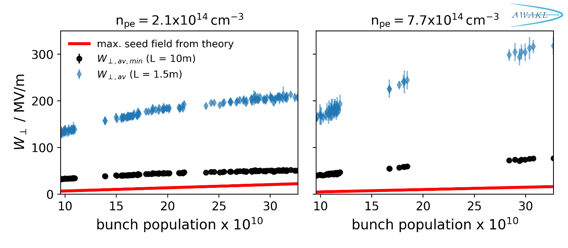 n_pe = 2.1x10^14 cm^−3
n_pe = 7.7x10^14 cm^−3
AWAKE
max. seed field from theory
W_⊥,av,min (L = 10m)
W_⊥,av (L = 1.5m)
W_⊥ / MV/m
300
200
100
0
10 15 20 25 30
10 15 20 25 30
bunch population x 10^10
bunch population x 10^10